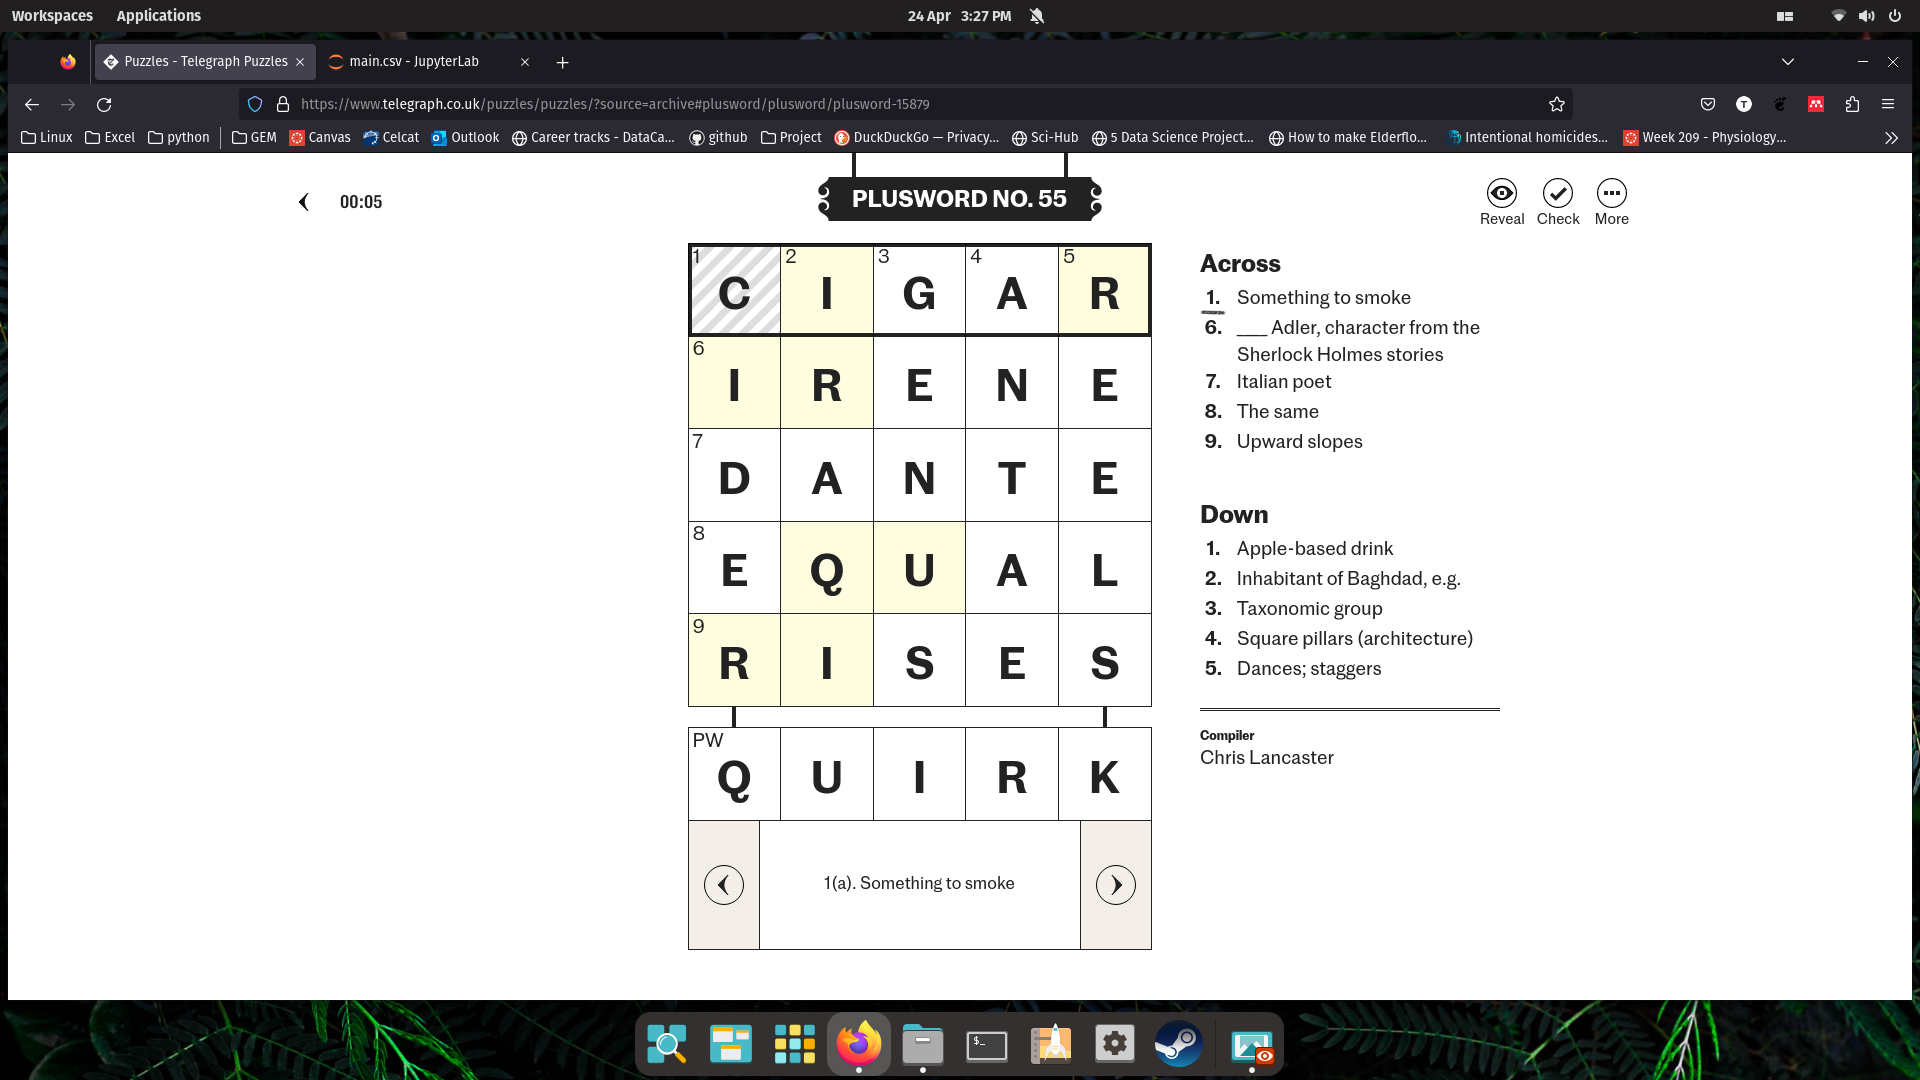 Workspaces Applications 24 Apr 3:27 PM
Puzzles - Telegraph Puzzles main.csv - JupyterLab
https://www.telegraph.co.uk/puzzles/puzzles/?source=archive#plusword/plusword/plusword-15879
Linux Excel python GEM Canvas Celcat Outlook Career tracks - DataCa... github Project DuckDuckGo — Privacy... Sci-Hub 5 Data Science Project... How to make Elderflo... Intentional homicides... Week 209 - Physiology...
00:05
PLUSWORD NO. 55
Reveal Check More
1 C 2 I 3 G 4 A 5 R
6 I R E N E
7 D A N T E
8 E Q U A L
9 R I S E S
PW Q U I R K
1(a). Something to smoke
Across
1. Something to smoke
6. ___ Adler, character from the
Sherlock Holmes stories
7. Italian poet
8. The same
9. Upward slopes
Down
1. Apple-based drink
2. Inhabitant of Baghdad, e.g.
3. Taxonomic group
4. Square pillars (architecture)
5. Dances; staggers
Compiler
Chris Lancaster